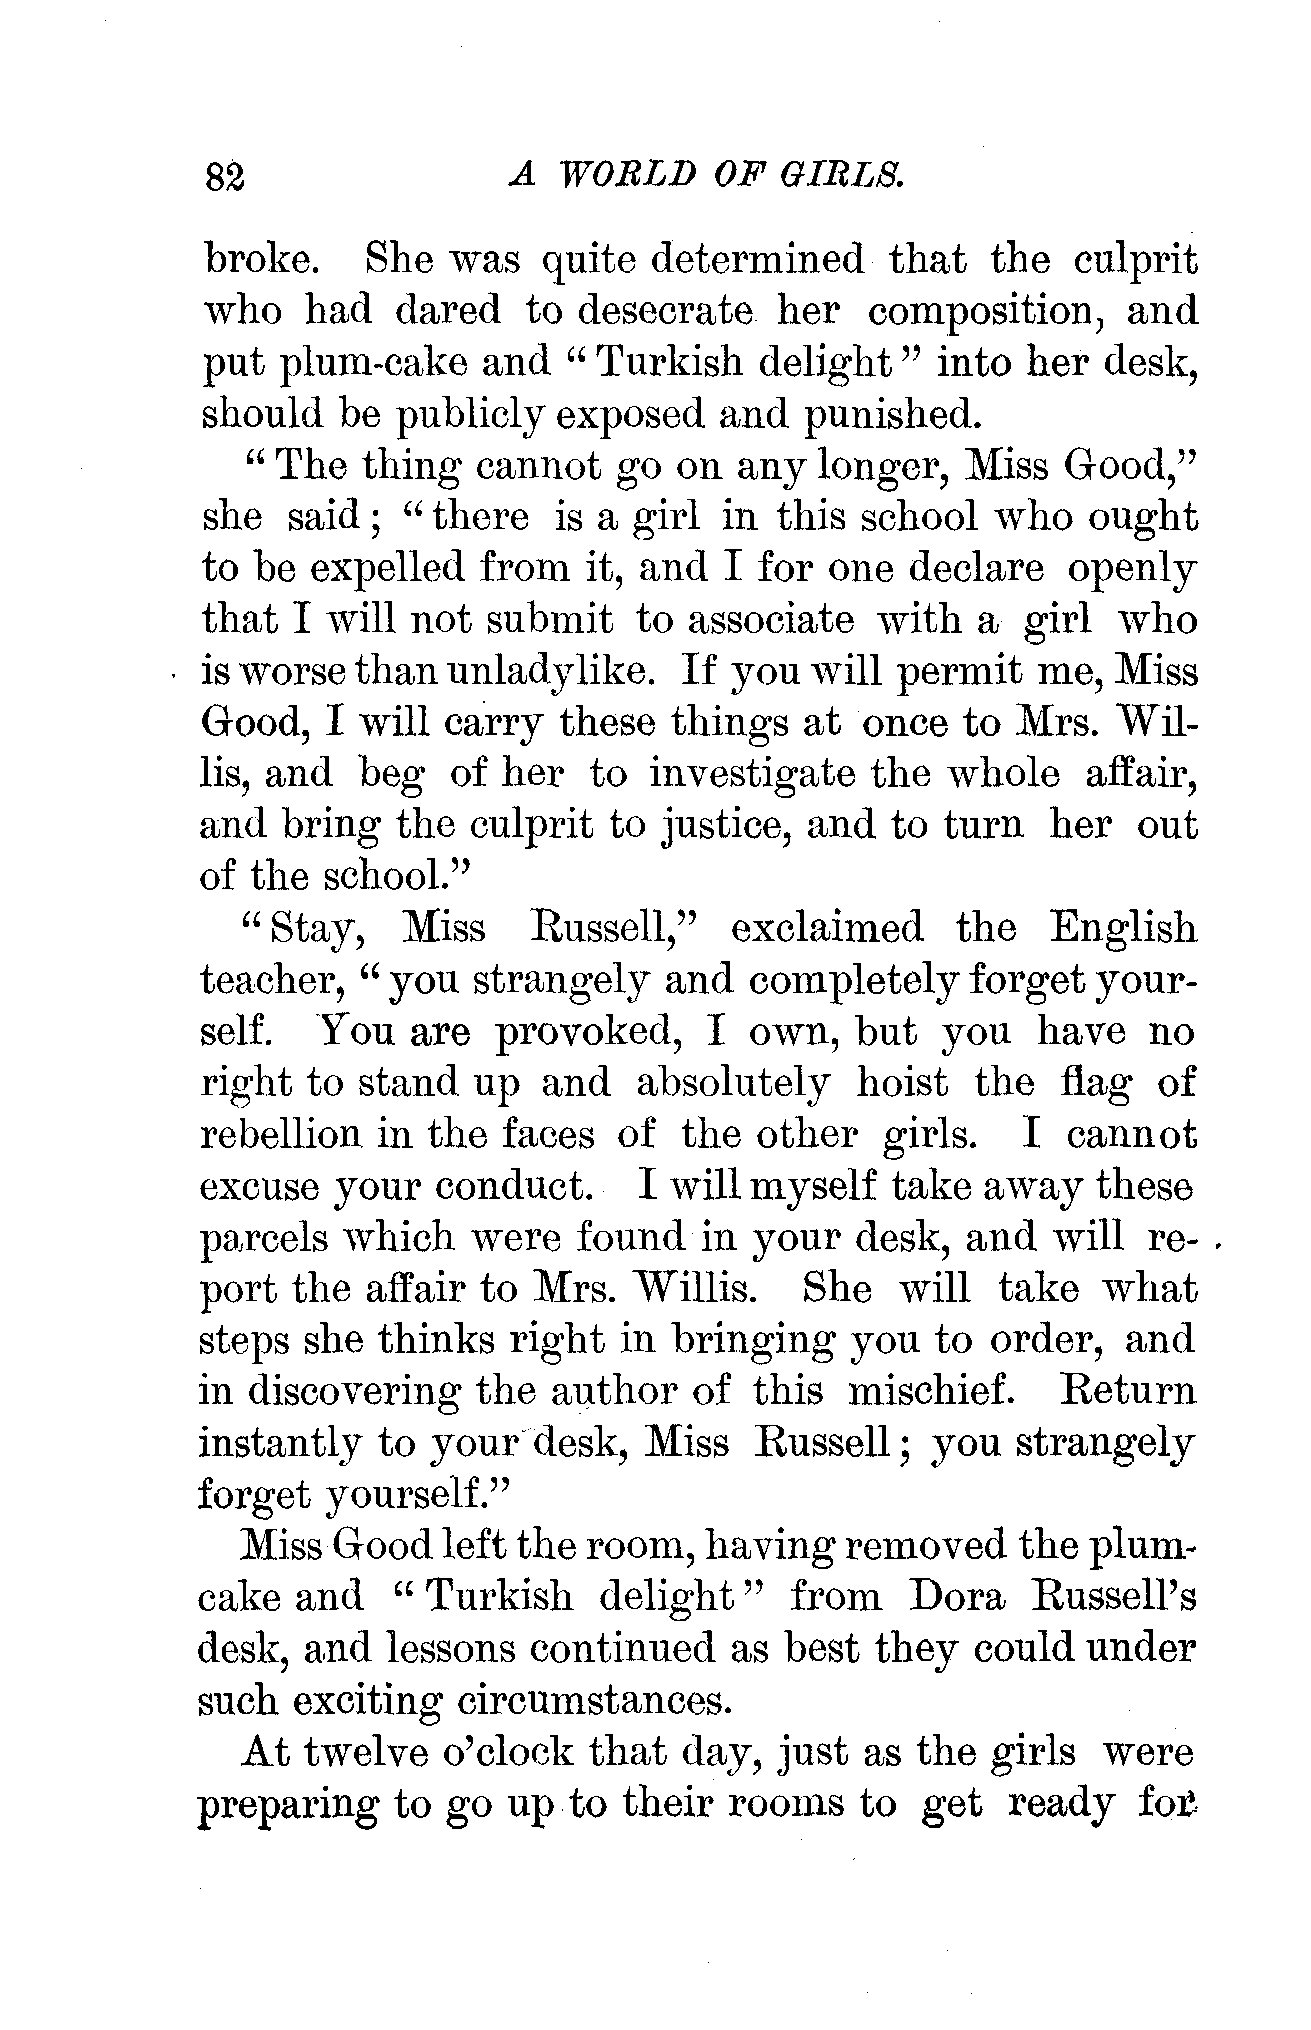 82 A WORLD OF GIRLS.
broke. She was quite determined that the culprit
who had dared to desecrate her composition, and
put plum-cake and “Turkish delight” into her desk,
should be publicly exposed and punished.
“The thing cannot go on any longer, Miss Good,”
she said; “there is a girl in this school who ought
to be expelled from it, and I for one declare openly
that I will not submit to associate with a girl who
is worse than unladylike. If you will permit me, Miss
Good, I will carry these things at once to Mrs. Wil-
lis, and beg of her to investigate the whole affair,
and bring the culprit to justice, and to turn her out
of the school.”
“Stay, Miss Russell,” exclaimed the English
teacher, “you strangely and completely forget your-
self. You are provoked, I own, but you have no
right to stand up and absolutely hoist the flag of
rebellion in the faces of the other girls. I cannot
excuse your conduct. I will myself take away these
parcels which were found in your desk, and will re-
port the affair to Mrs. Willis. She will take what
steps she thinks right in bringing you to order, and
in discovering the author of this mischief. Return
instantly to your desk, Miss Russell; you strangely
forget yourself.”
Miss Good left the room, having removed the plum-
cake and “Turkish delight” from Dora Russell’s
desk, and lessons continued as best they could under
such exciting circumstances.
At twelve o’clock that day, just as the girls were
preparing to go up to their rooms to get ready for